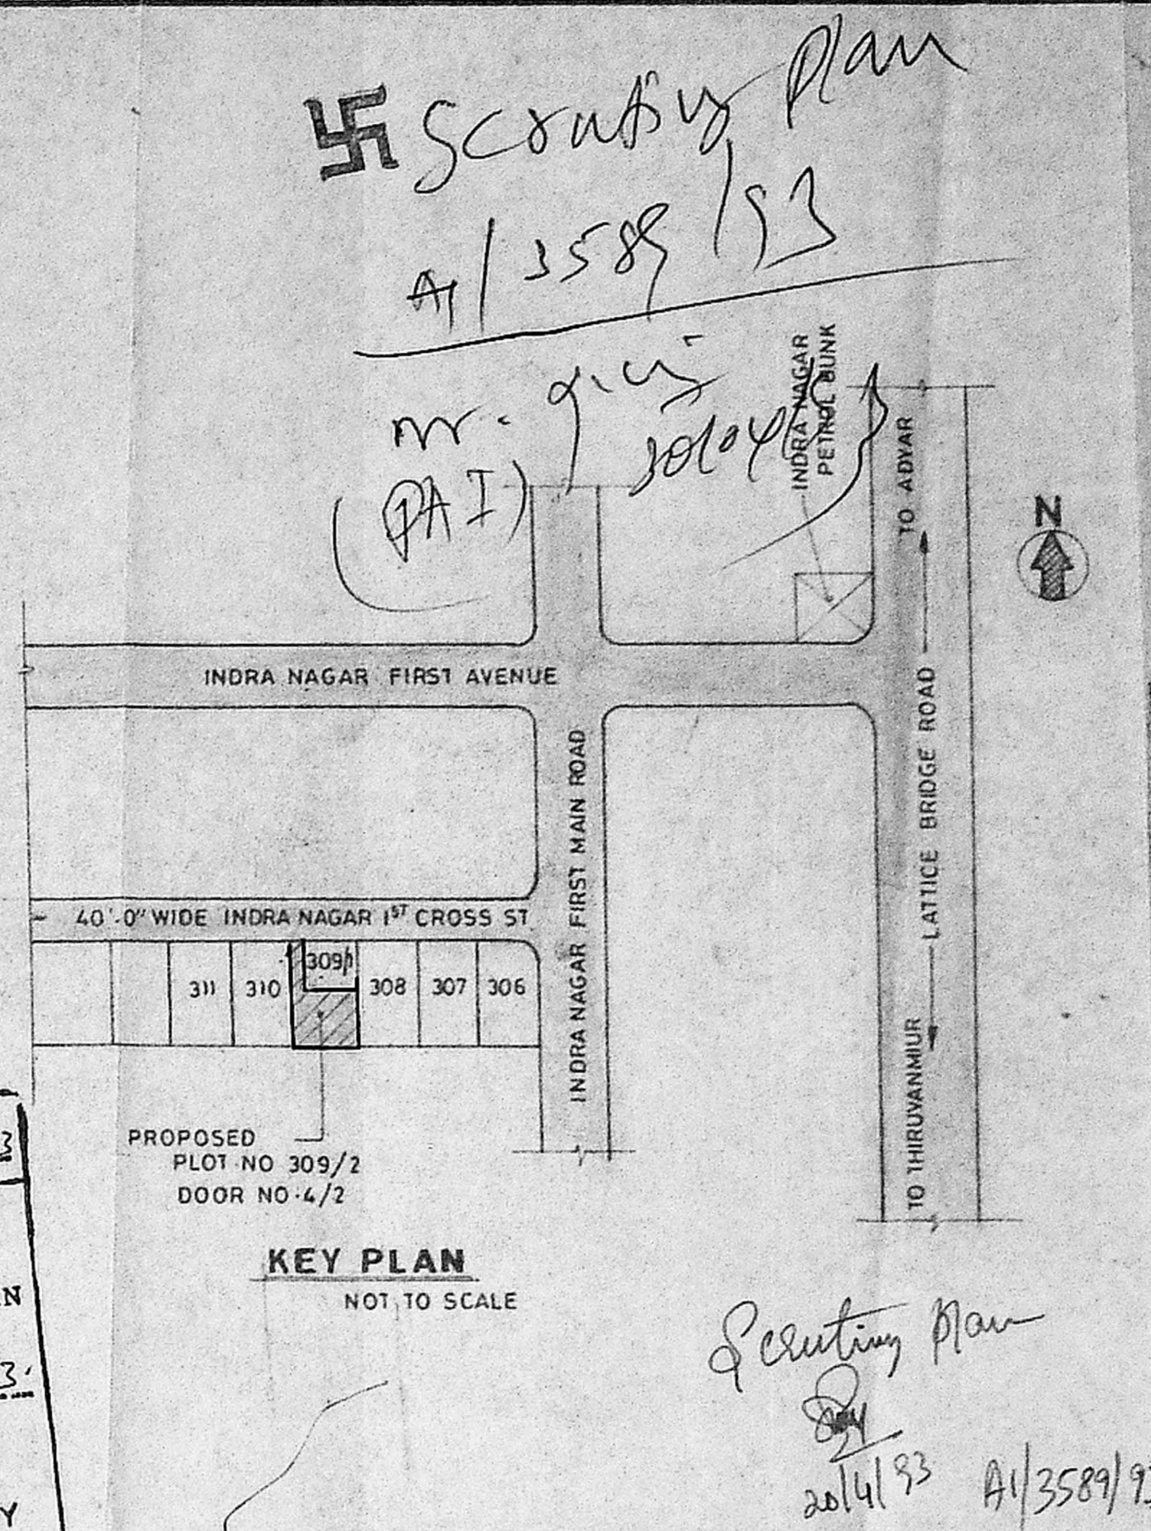 Scrutiny Plan
A1/3589/93
(PA I)
INDRA NAGAR
PETROL BUNK
TO ADYAR
N
INDRA NAGAR FIRST AVENUE
LATTICE BRIDGE ROAD
INDRA NAGAR FIRST MAIN ROAD
40'-0" WIDE INDRA NAGAR 1ST CROSS ST.
311 310 309/1 308 307 306
TO THIRUVANMIUR
PROPOSED
PLOT NO 309/2
DOOR NO.4/2
KEY PLAN
NOT TO SCALE
Scrutiny Plan
20/4/93
A1/3589/93